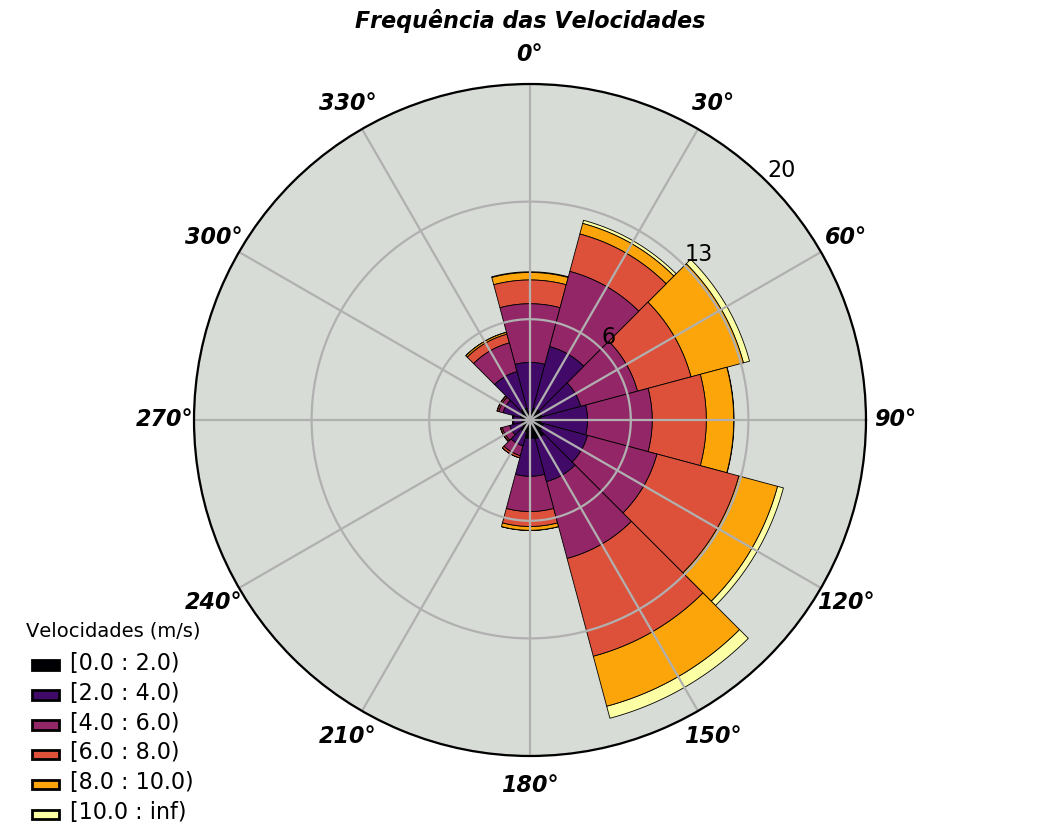 Frequência das Velocidades
0°
330°
30°
20
300°
60°
13
6
270°
90°
240°
120°
210°
150°
180°
Velocidades (m/s)
[0.0 : 2.0)
[2.0 : 4.0)
[4.0 : 6.0)
[6.0 : 8.0)
[8.0 : 10.0)
[10.0 : inf)